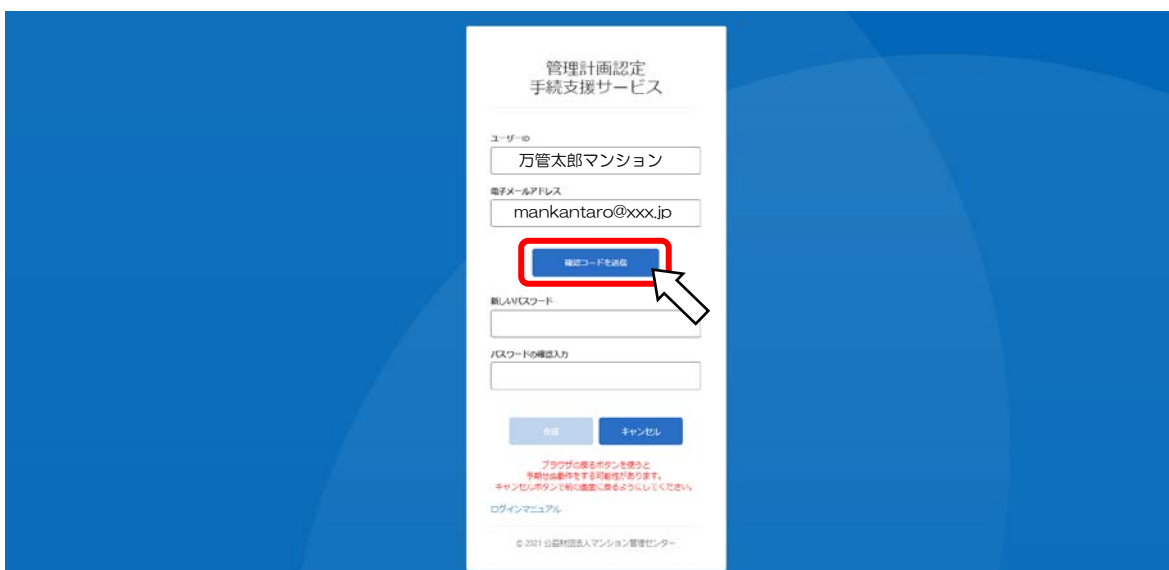 管理計画認定
手続支援サービス
ユーザーID
万管太郎マンション
電子メールアドレス
mankantaro@xxx.jp
確認コードを送信
新しいパスワード
パスワードの確認入力
作成
キャンセル
ブラウザの戻るボタンを使うと
予期せぬ動作をする可能性があります。
キャンセルボタンで前の画面に戻るようにしてください。
ログインマニュアル
© 2021 公益財団法人マンション管理センター